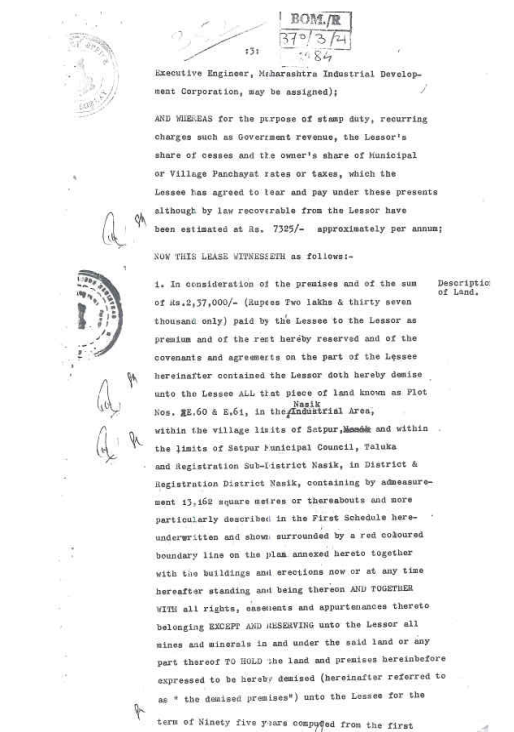 BOM./R
370/3/21
1984
:3:
Executive Engineer, Maharashtra Industrial Develop-
ment Corporation, may be assigned);
AND WHEREAS for the purpose of stamp duty, recurring
charges such as Government revenue, the Lessor's
share of cesses and the owner's share of Municipal
or Village Panchayat rates or taxes, which the
Lessee has agreed to bear and pay under these presents
although by law recoverable from the Lessor have
been estimated at Rs. 7325/- approximately per annum;
NOW THIS LEASE WITNESSETH as follows:-
1. In consideration of the premises and of the sum
Description
of Land.
of Rs.2,37,000/- (Rupees Two lakhs & thirty seven
thousand only) paid by the Lessee to the Lessor as
premium and of the rent hereby reserved and of the
covenants and agreements on the part of the Lessee
hereinafter contained the Lessor doth hereby demise
unto the Lessee ALL that piece of land known as Plot
Nos. E.60 & E.61, in the Nasik Industrial Area,
within the village limits of Satpur, and within
the limits of Satpur Municipal Council, Taluka
and Registration Sub-District Nasik, in District &
Registration District Nasik, containing by admeasure-
ment 13,162 square metres or thereabouts and more
particularly described in the First Schedule here-
underwritten and shown surrounded by a red coloured
boundary line on the plan annexed hereto together
with the buildings and erections now or at any time
hereafter standing and being thereon AND TOGETHER
WITH all rights, easements and appurtenances thereto
belonging EXCEPT AND RESERVING unto the Lessor all
mines and minerals in and under the said land or any
part thereof TO HOLD the land and premises hereinbefore
expressed to be hereby demised (hereinafter referred to
as " the demised premises") unto the Lessee for the
term of Ninety five years computed from the first